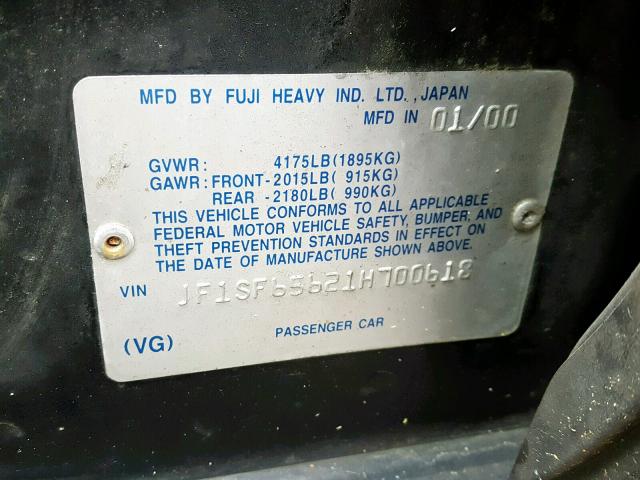 MFD BY FUJI HEAVY IND. LTD., JAPAN
MFD IN 01/00
GVWR: 4175LB(1895KG)
GAWR: FRONT-2015LB( 915KG)
REAR -2180LB( 990KG)
THIS VEHICLE CONFORMS TO ALL APPLICABLE
FEDERAL MOTOR VEHICLE SAFETY, BUMPER, AND
THEFT PREVENTION STANDARDS IN EFFECT ON
THE DATE OF MANUFACTURE SHOWN ABOVE.
VIN
PASSENGER CAR
(VG)